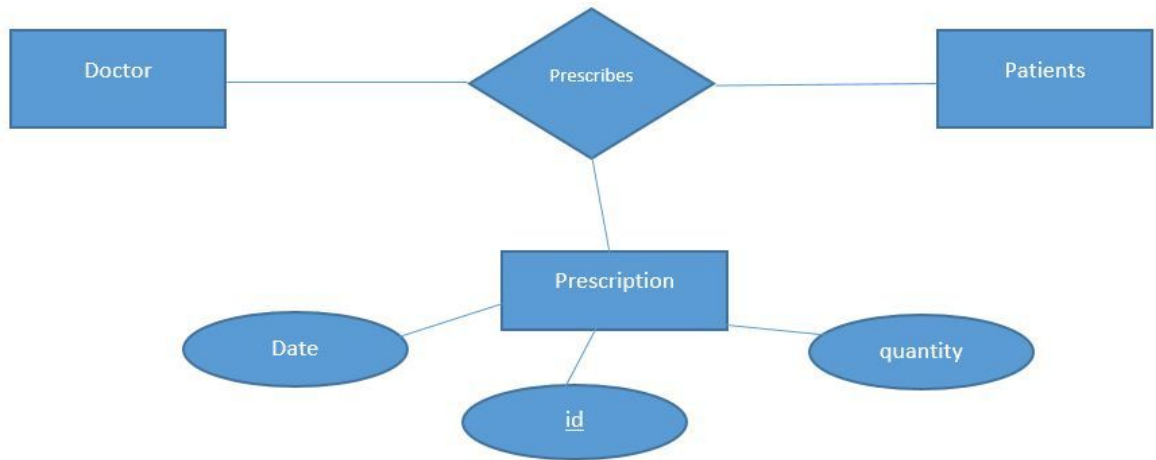 Doctor
Prescribes
Patients
Prescription
Date
quantity
id